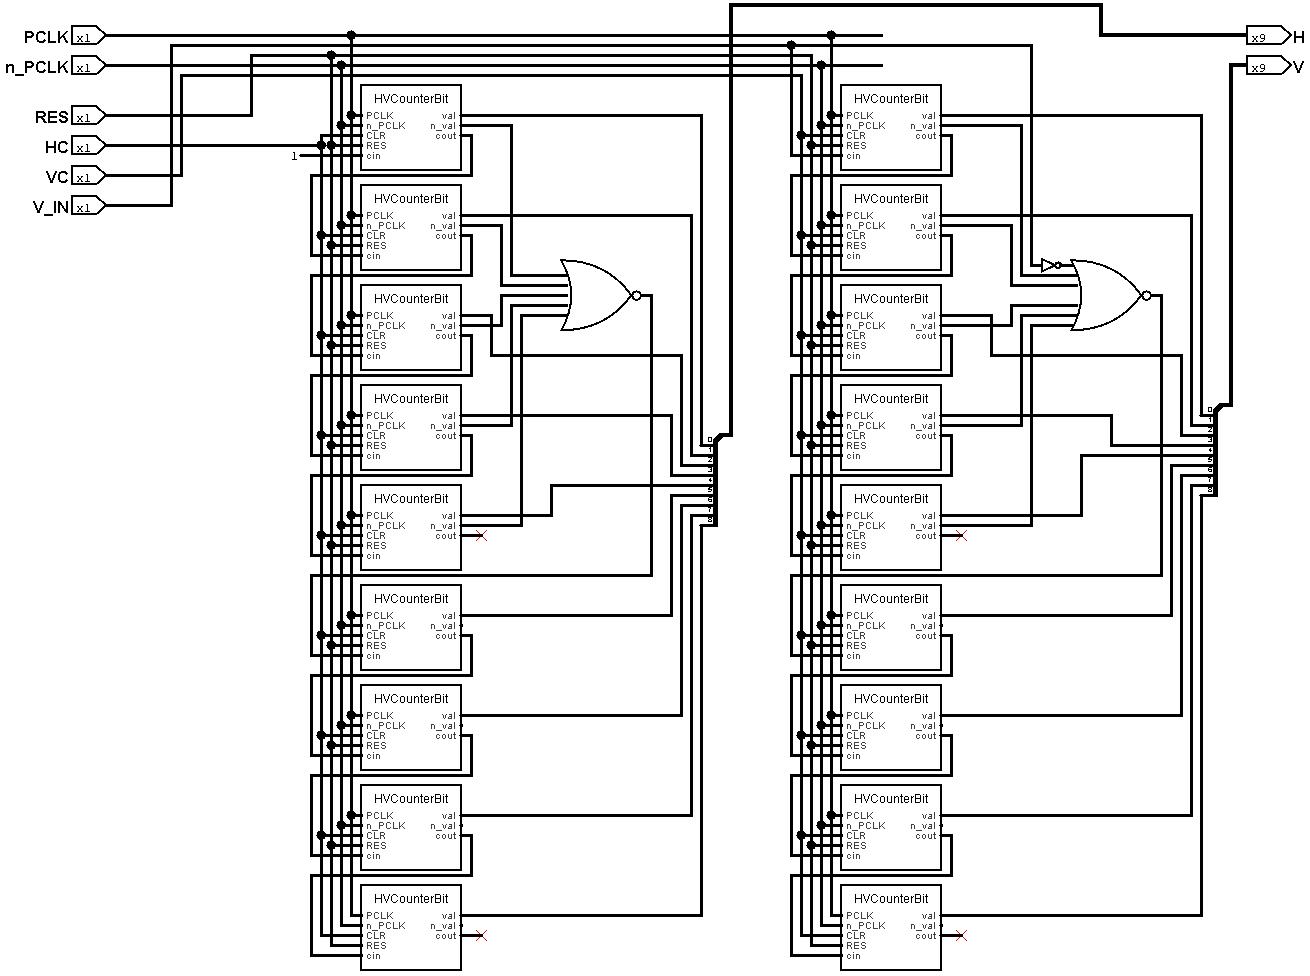 PCLK x1
n_PCLK x1
RES x1
HC x1
VC x1
V_IN x1
x9 H
x9 V
1
HVCounterBit
PCLK val
n_PCLK n_val
CLR cout
RES
cin
HVCounterBit
PCLK val
n_PCLK n_val
CLR cout
RES
cin
HVCounterBit
PCLK val
n_PCLK n_val
CLR cout
RES
cin
HVCounterBit
PCLK val
n_PCLK n_val
CLR cout
RES
cin
HVCounterBit
PCLK val
n_PCLK n_val
CLR cout
RES
cin
HVCounterBit
PCLK val
n_PCLK n_val
CLR cout
RES
cin
HVCounterBit
PCLK val
n_PCLK n_val
CLR cout
RES
cin
HVCounterBit
PCLK val
n_PCLK n_val
CLR cout
RES
cin
HVCounterBit
PCLK val
n_PCLK n_val
CLR cout
RES
cin
0
1
2
3
4
5
6
7
8
HVCounterBit
PCLK val
n_PCLK n_val
CLR cout
RES
cin
HVCounterBit
PCLK val
n_PCLK n_val
CLR cout
RES
cin
HVCounterBit
PCLK val
n_PCLK n_val
CLR cout
RES
cin
HVCounterBit
PCLK val
n_PCLK n_val
CLR cout
RES
cin
HVCounterBit
PCLK val
n_PCLK n_val
CLR cout
RES
cin
HVCounterBit
PCLK val
n_PCLK n_val
CLR cout
RES
cin
HVCounterBit
PCLK val
n_PCLK n_val
CLR cout
RES
cin
HVCounterBit
PCLK val
n_PCLK n_val
CLR cout
RES
cin
HVCounterBit
PCLK val
n_PCLK n_val
CLR cout
RES
cin
0
1
2
3
4
5
6
7
8